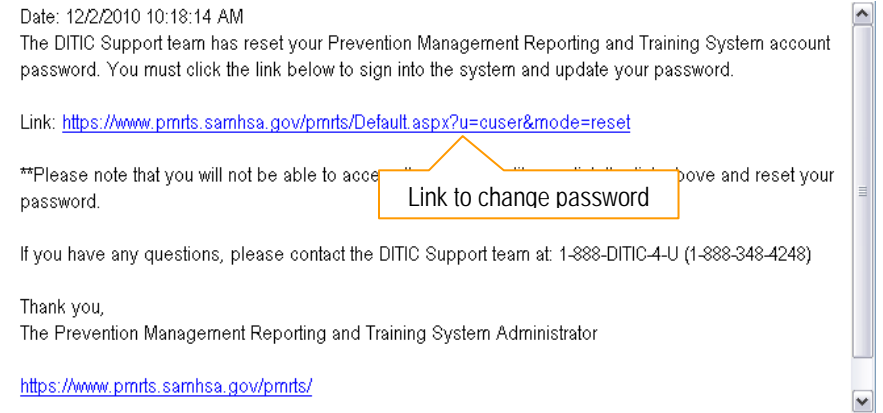 Date: 12/2/2010 10:18:14 AM
The DITIC Support team has reset your Prevention Management Reporting and Training System account
password. You must click the link below to sign into the system and update your password.
Link: https://www.pmrts.samhsa.gov/pmrts/Default.aspx?u=cuser&mode=reset
**Please note that you will not be able to acce bove and reset your
Link to change password
password.
If you have any questions, please contact the DITIC Support team at: 1-888-DITIC-4-U (1-888-348-4248)
Thank you,
The Prevention Management Reporting and Training System Administrator
https://www.pmrts.samhsa.gov/pmrts/